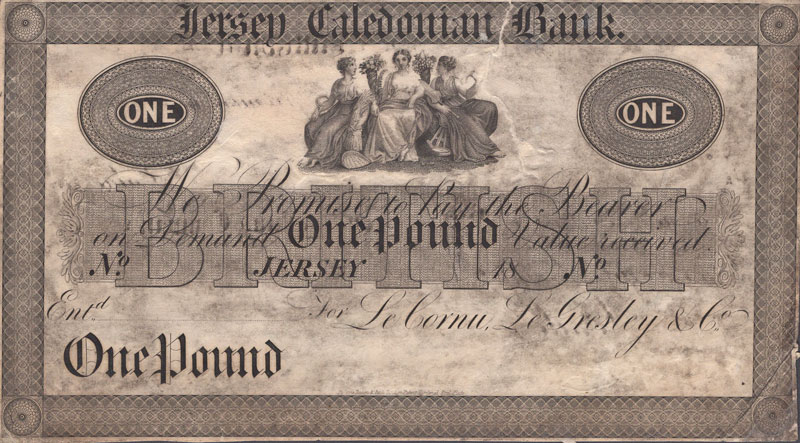 Jersey Caledonian Bank.
ONE
ONE
BRITISH
We Promise to Pay the Bearer
on Demand One Pound Value received.
No JERSEY 18 No
Ent.d For Le Cornu, Le Gresley & Co
One Pound